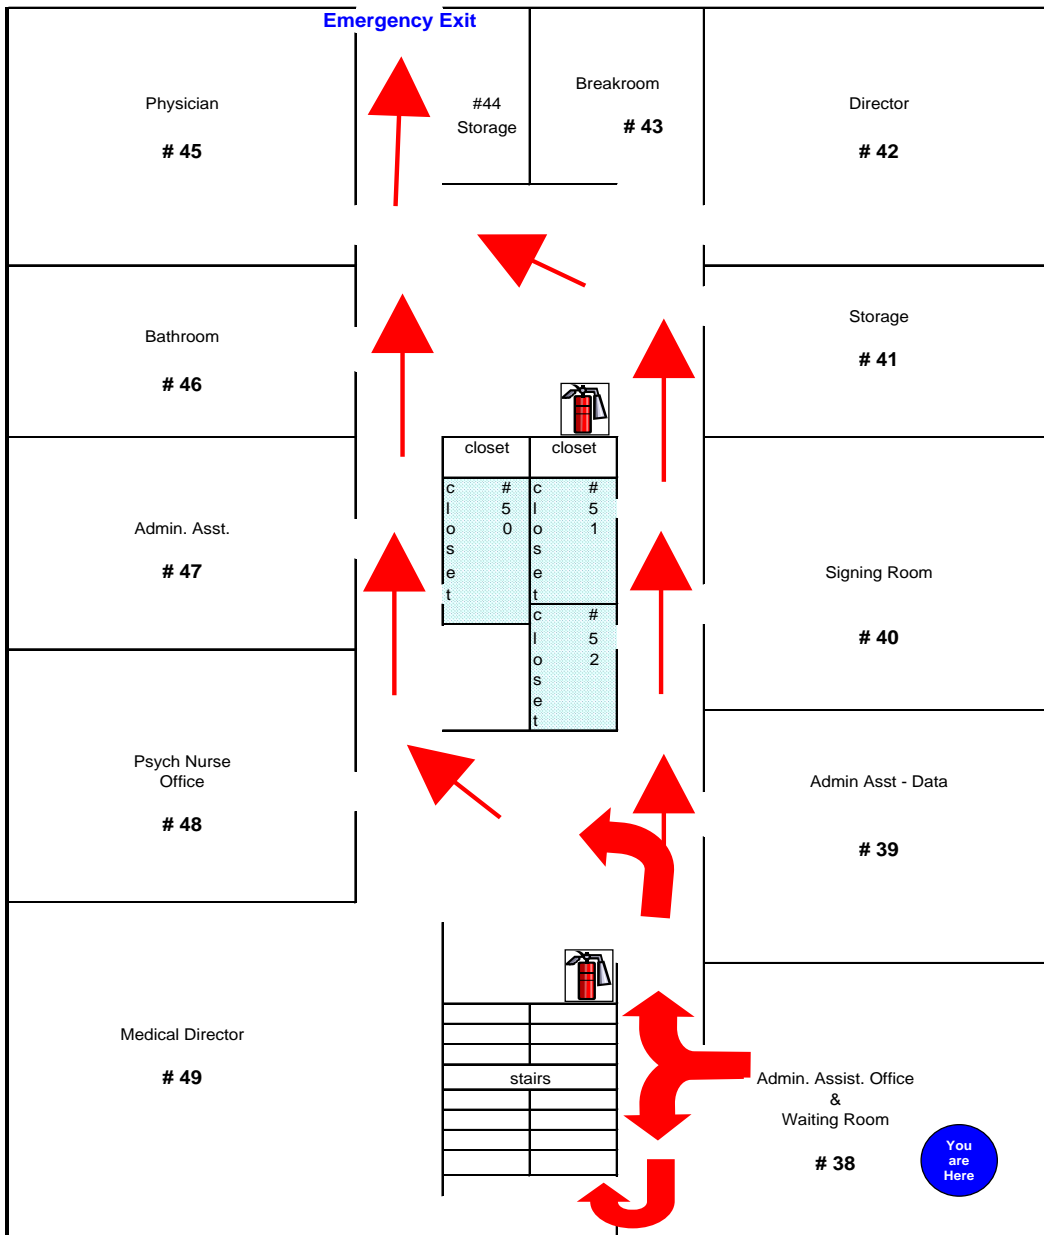 Emergency Exit
Physician
# 45
#44
Storage
Breakroom
# 43
Director
# 42
Bathroom
# 46
Storage
# 41
closet
closet
c #
l 5
o 0
s
e
t
c #
l 5
o 1
s
e
t
c #
l 5
o 2
s
e
t
Admin. Asst.
# 47
Signing Room
# 40
Psych Nurse
Office
# 48
Admin Asst - Data
# 39
Medical Director
# 49
stairs
Admin. Assist. Office
&
Waiting Room
# 38
You
are
Here